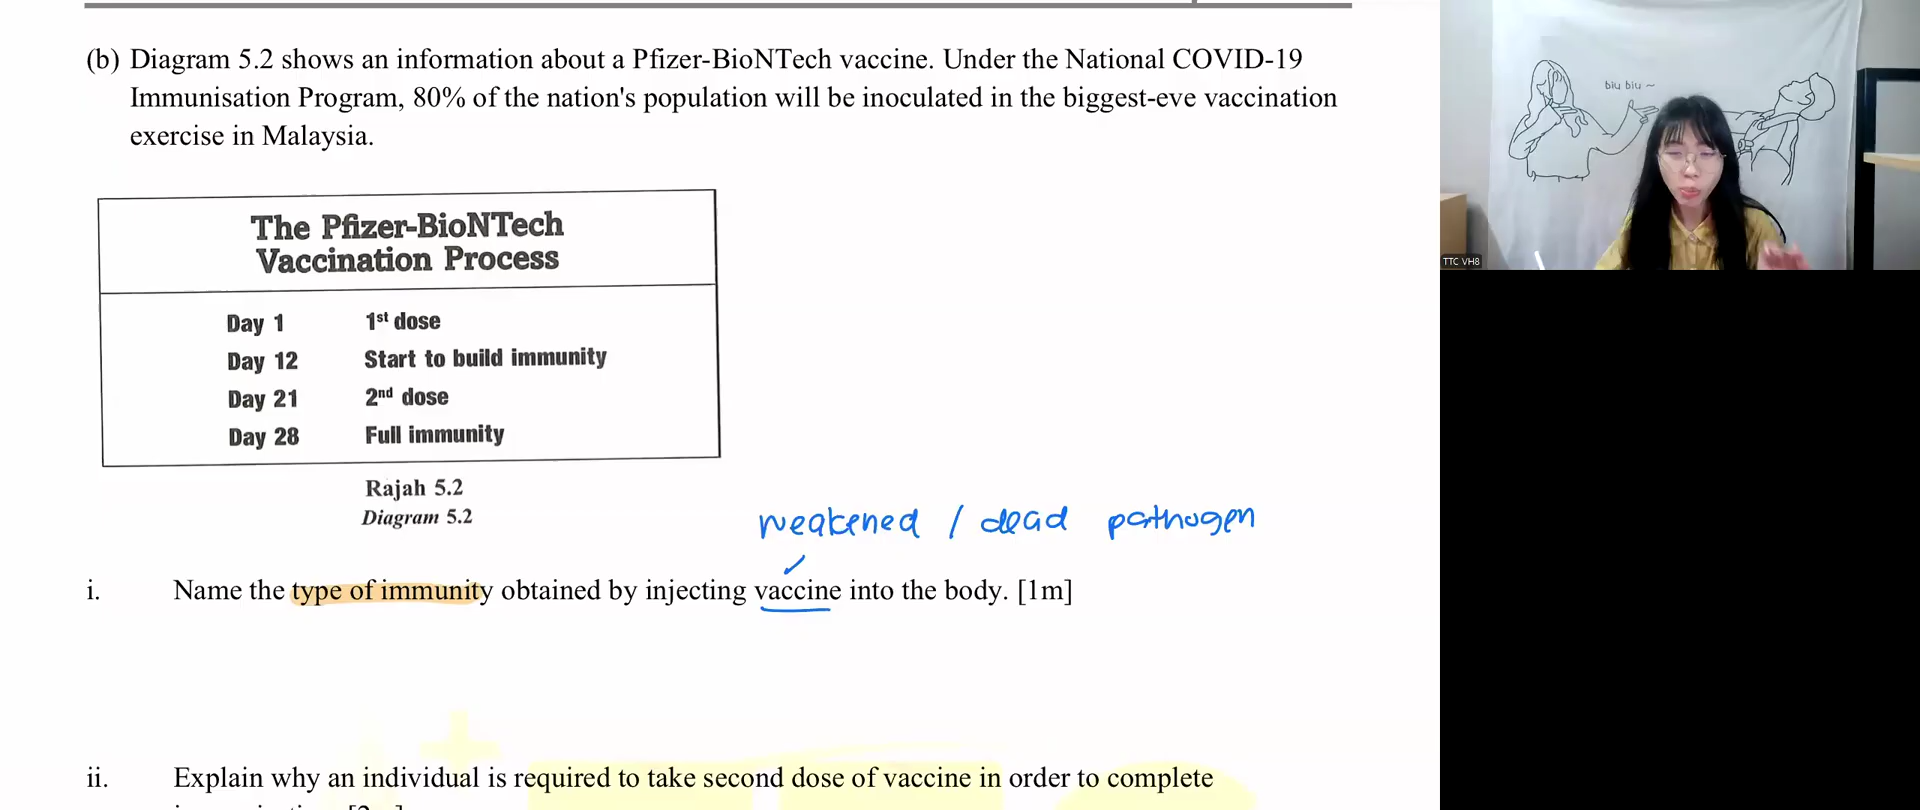 (b) Diagram 5.2 shows an information about a Pfizer-BioNTech vaccine. Under the National COVID-19
Immunisation Program, 80% of the nation's population will be inoculated in the biggest-eve vaccination
exercise in Malaysia.
The Pfizer-BioNTech
Vaccination Process
Day 1 1st dose
Day 12 Start to build immunity
Day 21 2nd dose
Day 28 Full immunity
Rajah 5.2
Diagram 5.2
weakened / dead pathogen
i. Name the type of immunity obtained by injecting vaccine into the body. [1m]
ii. Explain why an individual is required to take second dose of vaccine in order to complete
biu biu ~
TTC VH8